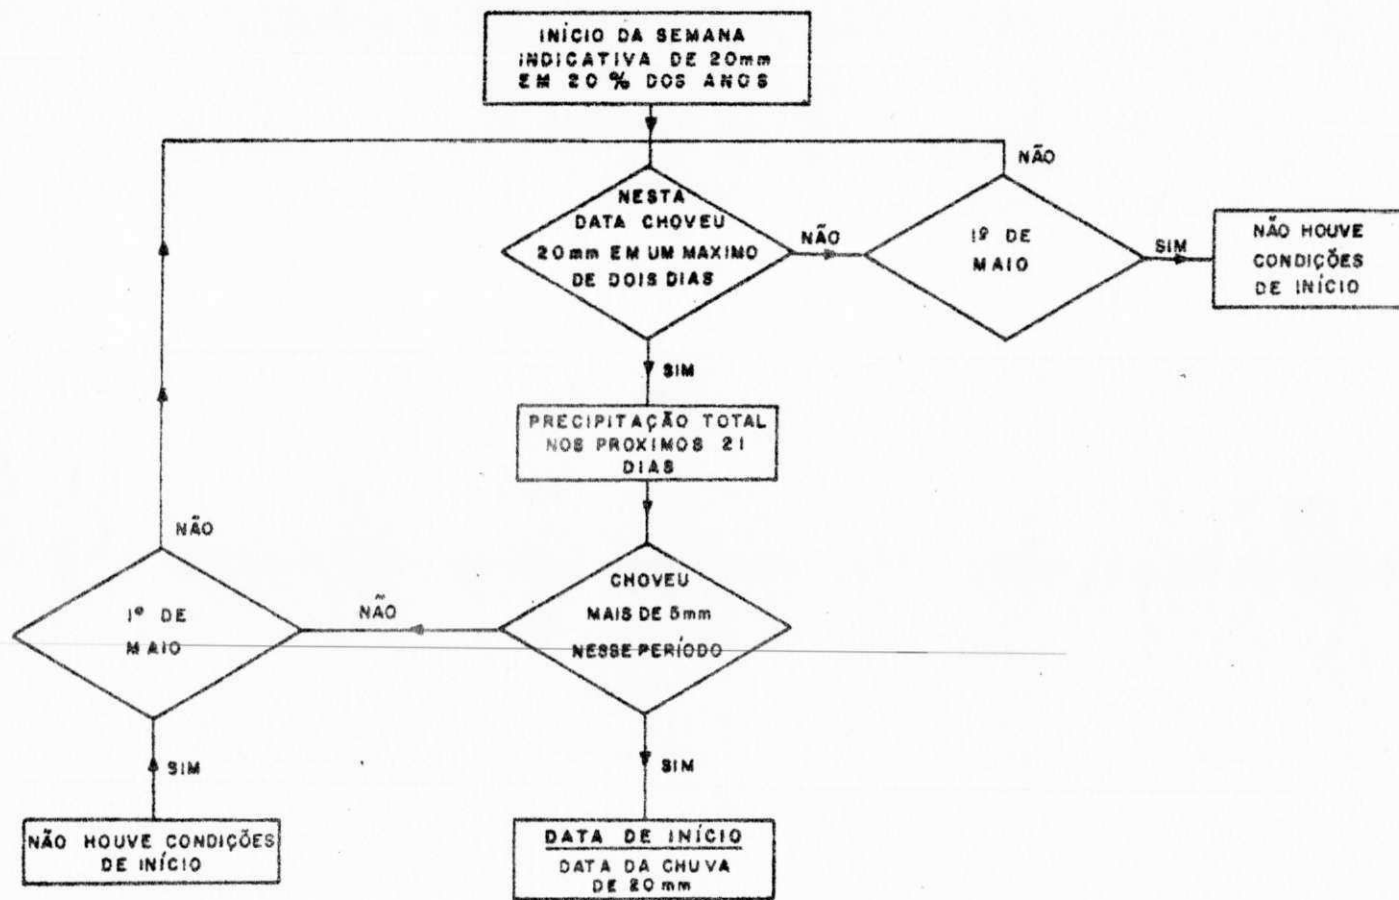 INÍCIO DA SEMANA
INDICATIVA DE 20mm
EM 20 % DOS ANOS
NÃO
NESTA
DATA CHOVEU
20mm EM UM MAXIMO
DE DOIS DIAS
NÃO
1º DE
MAIO
SIM
NÃO HOUVE
CONDIÇÕES
DE INÍCIO
SIM
PRECIPITAÇÃO TOTAL
NOS PROXIMOS 21
DIAS
NÃO
CHOVEU
MAIS DE 5mm
NESSE PERÍODO
NÃO
1º DE
MAIO
SIM
SIM
NÃO HOUVE CONDIÇÕES
DE INÍCIO
DATA DE INÍCIO
DATA DA CHUVA
DE 20mm